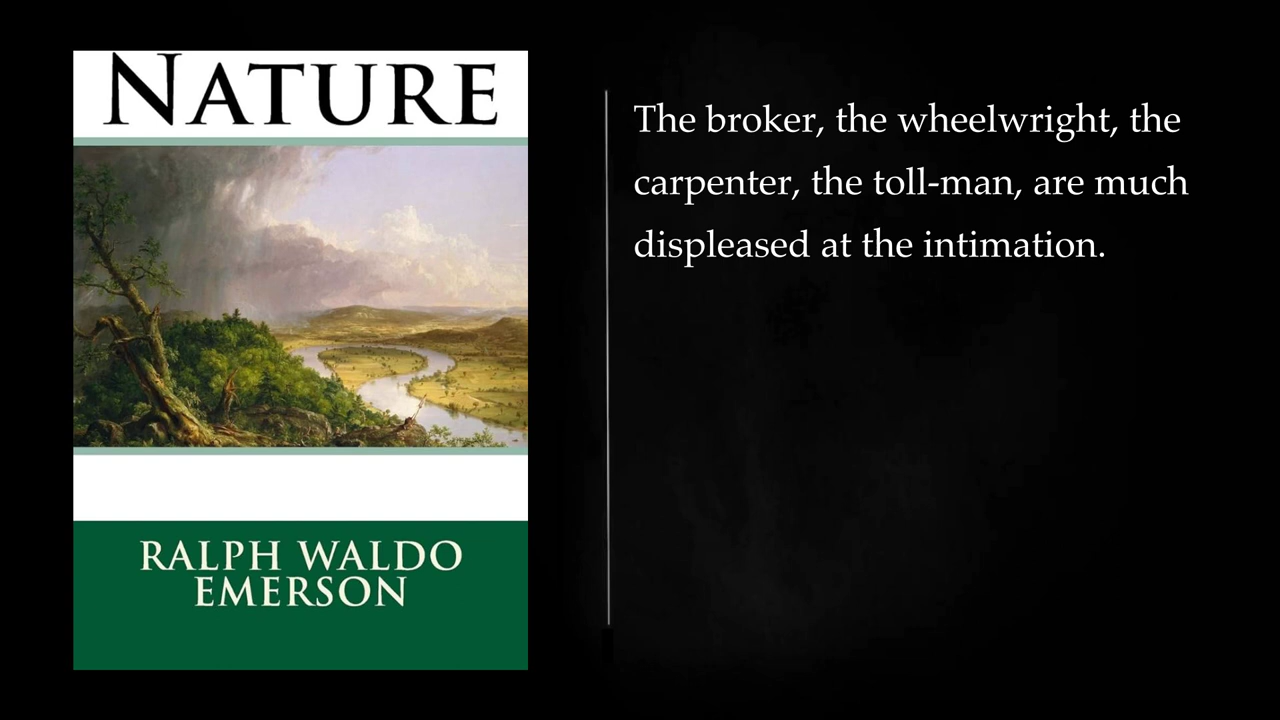 NATURE
RALPH WALDO
EMERSON
The broker, the wheelwright, the
carpenter, the toll-man, are much
displeased at the intimation.